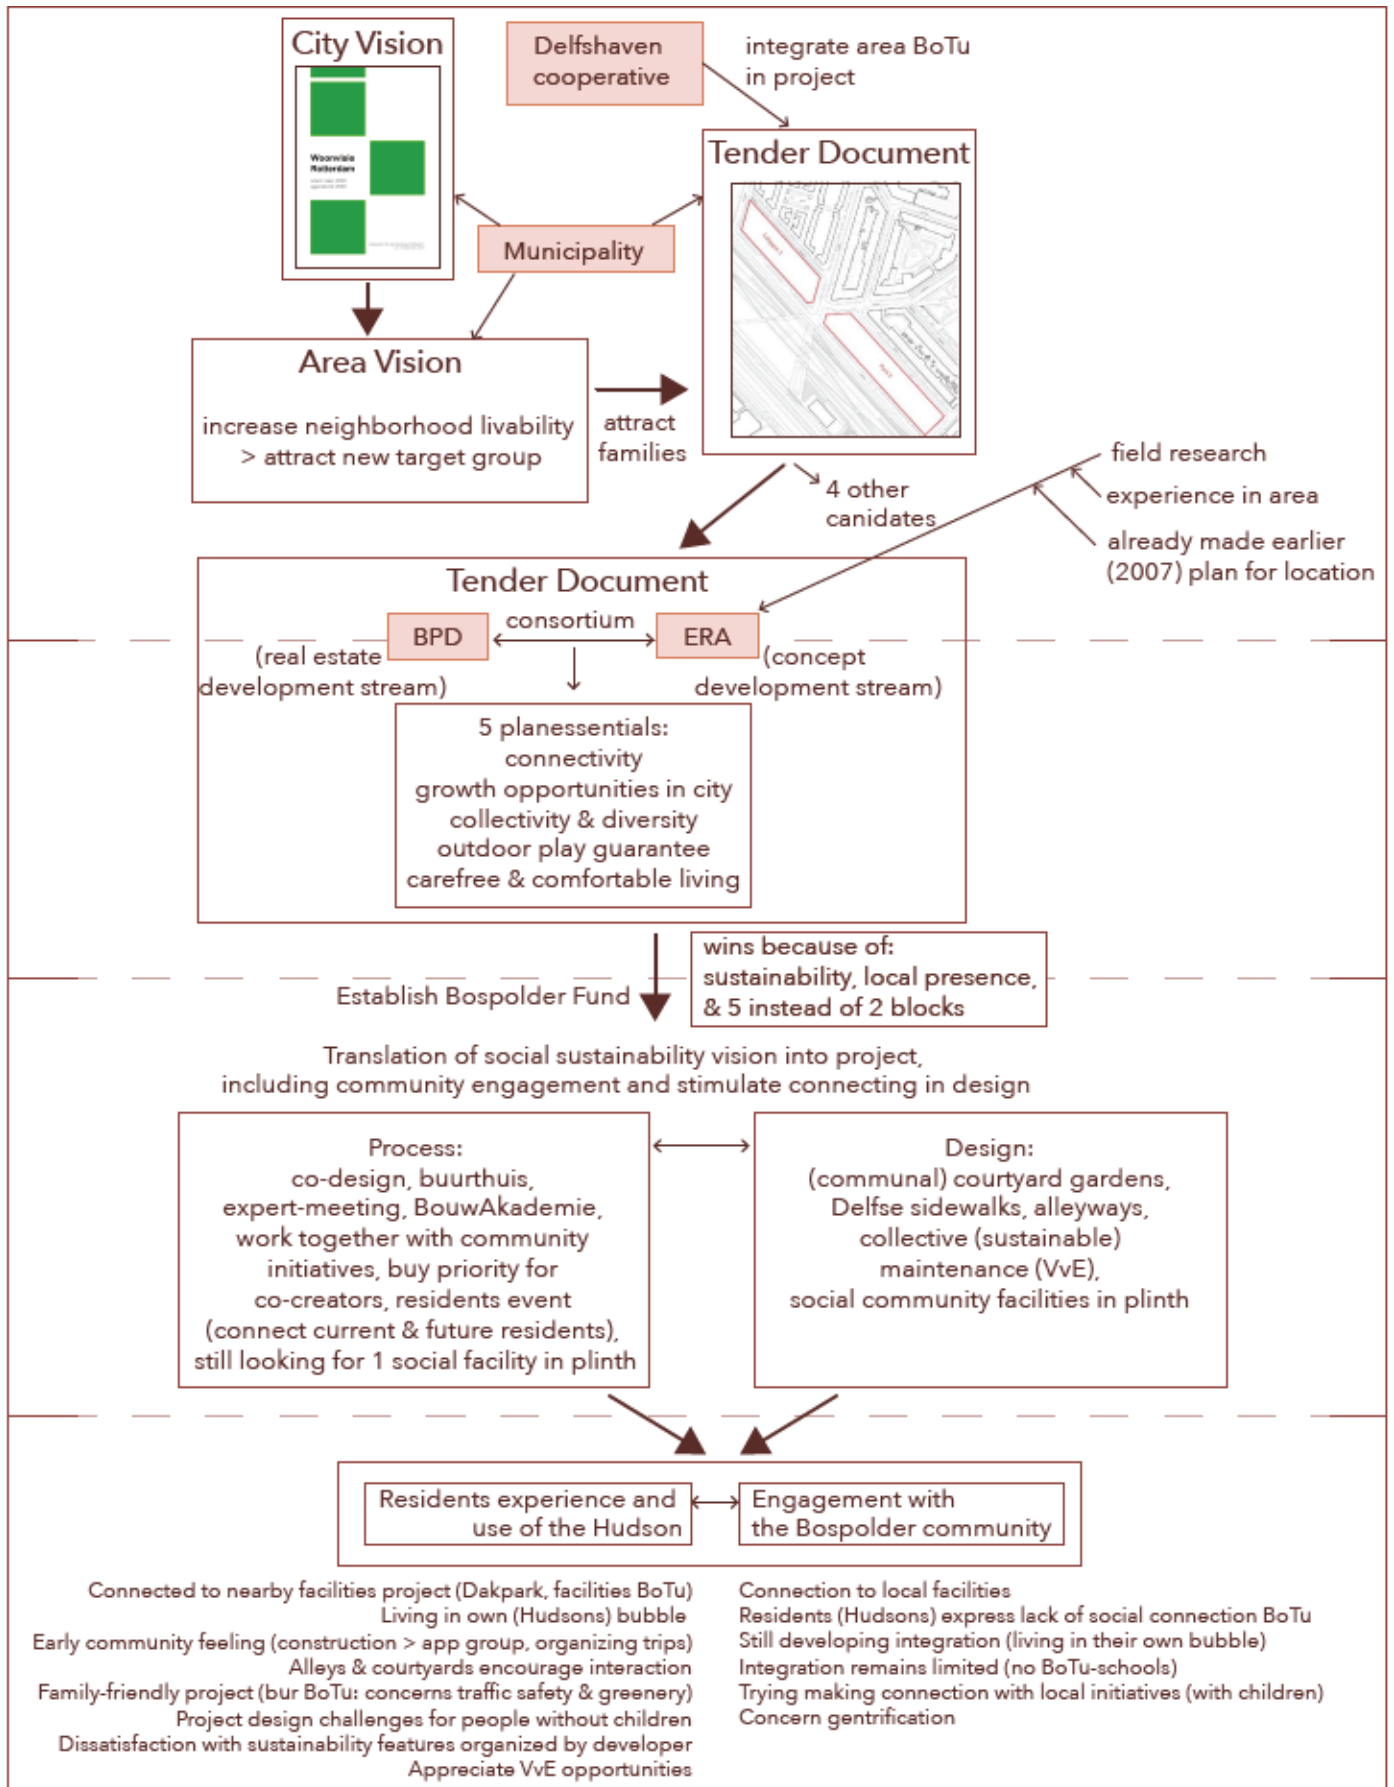 City Vision
Woonvisie
Rotterdam
Delfshaven
cooperative
integrate area BoTu
in project
Tender Document
Municipality
Area Vision
increase neighborhood livability
> attract new target group
attract
families
4 other
canidates
field research
experience in area
already made earlier
(2007) plan for location
Tender Document
BPD
consortium
ERA
(real estate
development stream)
(concept
development stream)
5 planessentials:
connectivity
growth opportunities in city
collectivity & diversity
outdoor play guarantee
carefree & comfortable living
wins because of:
sustainability, local presence,
& 5 instead of 2 blocks
Establish Bospolder Fund
Translation of social sustainability vision into project,
including community engagement and stimulate connecting in design
Process:
co-design, buurthuis,
expert-meeting, BouwAkademie,
work together with community
initiatives, buy priority for
co-creators, residents event
(connect current & future residents),
still looking for 1 social facility in plinth
Design:
(communal) courtyard gardens,
Delfse sidewalks, alleyways,
collective (sustainable)
maintenance (VvE),
social community facilities in plinth
Residents experience and
use of the Hudson
Engagement with
the Bospolder community
Connected to nearby facilities project (Dakpark, facilities BoTu)
Living in own (Hudsons) bubble
Early community feeling (construction > app group, organizing trips)
Alleys & courtyards encourage interaction
Family-friendly project (bur BoTu: concerns traffic safety & greenery)
Project design challenges for people without children
Dissatisfaction with sustainability features organized by developer
Appreciate VvE opportunities
Connection to local facilities
Residents (Hudsons) express lack of social connection BoTu
Still developing integration (living in their own bubble)
Integration remains limited (no BoTu-schools)
Trying making connection with local initiatives (with children)
Concern gentrification